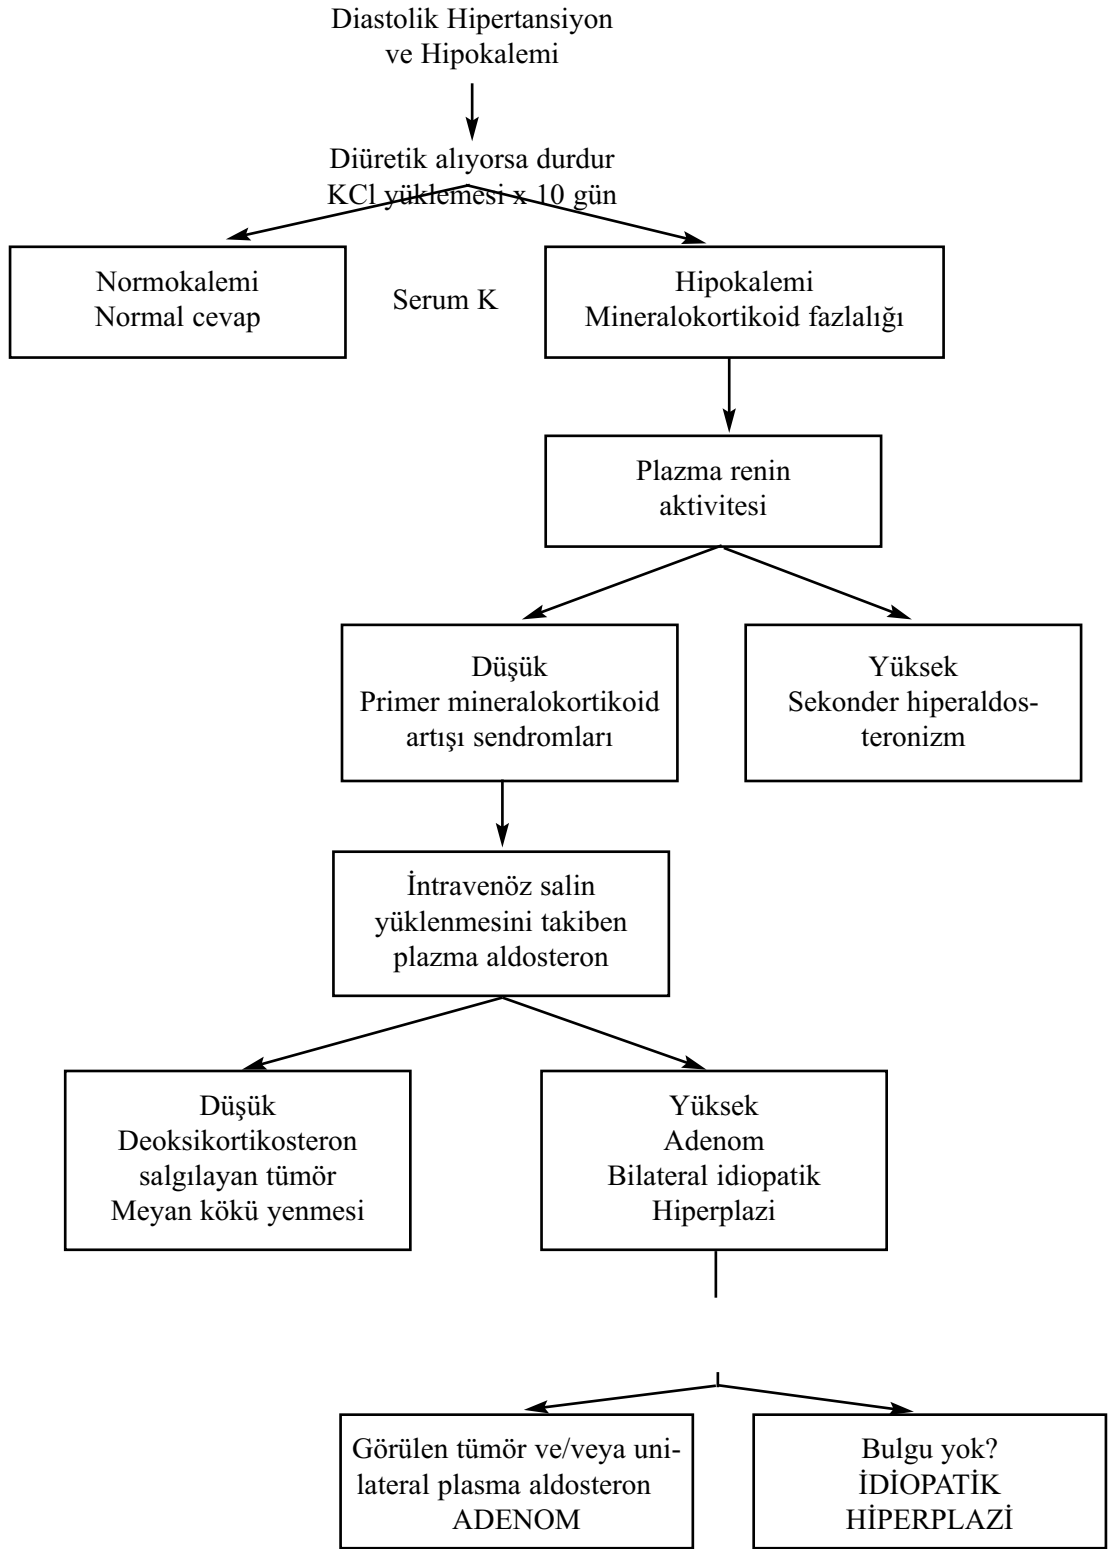 Diastolik Hipertansiyon
ve Hipokalemi
Diüretik alıyorsa durdur
KCl yüklemesi x 10 gün
Normokalemi
Normal cevap
Serum K
Hipokalemi
Mineralokortikoid fazlalığı
Plazma renin
aktivitesi
Düşük
Primer mineralokortikoid
artışı sendromları
Yüksek
Sekonder hiperaldos-
teronizm
İntravenöz salin
yüklenmesini takiben
plazma aldosteron
Düşük
Deoksikortikosteron
salgılayan tümör
Meyan kökü yenmesi
Yüksek
Adenom
Bilateral idiopatik
Hiperplazi
Görülen tümör ve/veya uni-
lateral plasma aldosteron
ADENOM
Bulgu yok?
İDİOPATİK
HİPERPLAZİ